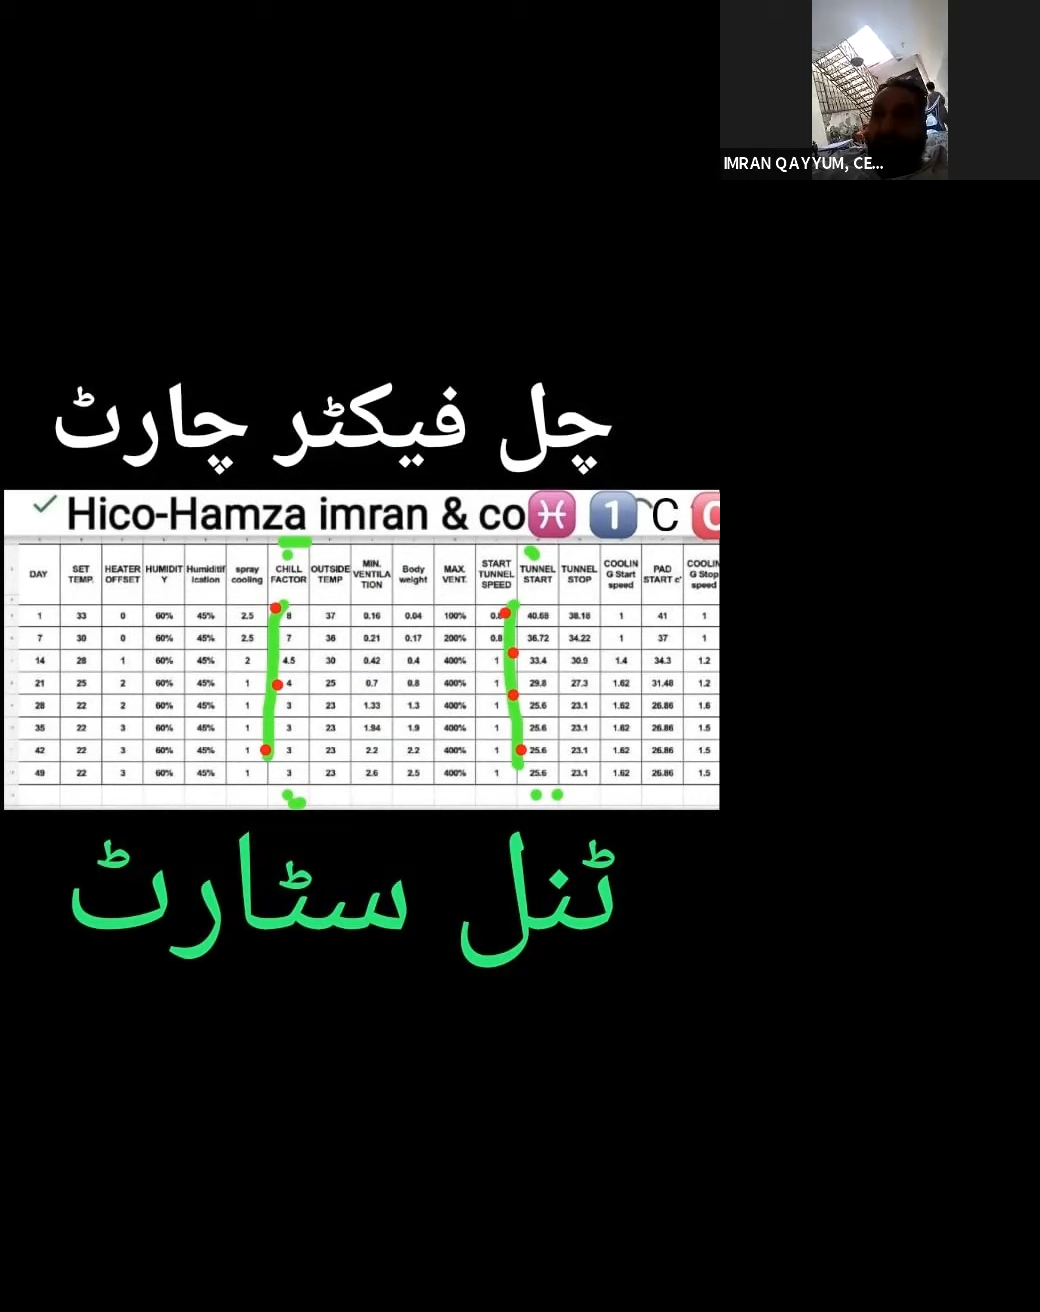 IMRAN QAYYUM, CE...
چل فیکٹر چارٹ
✓ Hico-Hamza imran & co♓ 1️⃣ C
DAY SET TEMP. HEATER OFFSET HUMIDITY Humiditification spray cooling CHILL FACTOR OUTSIDE TEMP MIN. VENTILATION Body weight MAX. VENT. START TUNNEL SPEED TUNNEL START TUNNEL STOP COOLING Start speed PAD START c' COOLING Stop speed
1 33 0 60% 45% 2.5 8 37 0.16 0.04 100% 40.68 38.18 1 41 1
7 30 0 60% 45% 2.5 7 36 0.21 0.17 200% 0.8 36.72 34.22 1 37 1
14 28 1 60% 45% 2 4.5 30 0.42 0.4 400% 1 33.4 30.9 1.4 34.3 1.2
21 25 2 60% 45% 1 4 25 0.7 0.8 400% 1 29.8 27.3 1.62 31.48 1.2
28 22 2 60% 45% 1 3 23 1.33 1.3 400% 1 25.6 23.1 1.62 26.86 1.6
35 22 3 60% 45% 1 3 23 1.94 1.9 400% 1 25.6 23.1 1.62 26.86 1.5
42 22 3 60% 45% 1 3 23 2.2 2.2 400% 1 25.6 23.1 1.62 26.86 1.5
49 22 3 60% 45% 1 3 23 2.6 2.5 400% 1 25.6 23.1 1.62 26.86 1.5
ٹنل سٹارٹ